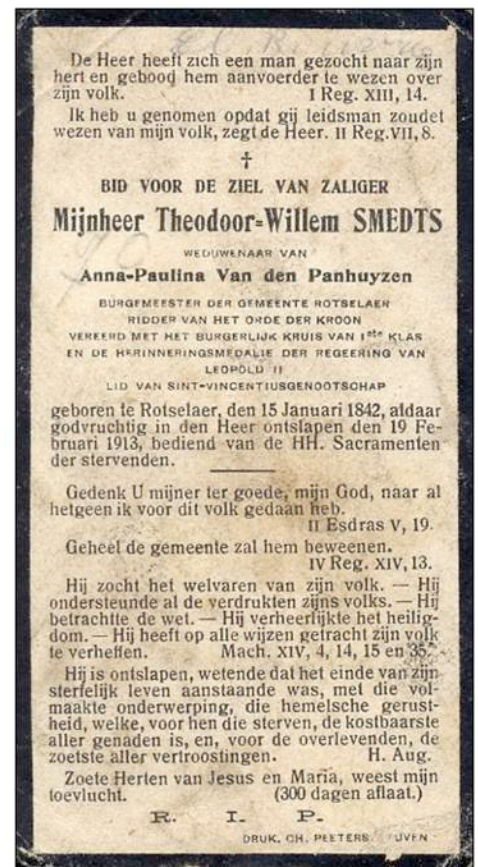 De Heer heeft zich een man gezocht naar zijn
hert en gebood hem aanvoerder te wezen over
zijn volk. I Reg. XIII, 14.
Ik heb u genomen opdat gij leidsman zoudet
wezen van mijn volk, zegt de Heer. II Reg.VII, 8.
†
BID VOOR DE ZIEL VAN ZALIGER
Mijnheer Theodoor=Willem SMEDTS
WEDUWENAAR VAN
Anna-Paulina Van den Panhuyzen
BURGEMEESTER DER GEMEENTE ROTSELAER
RIDDER VAN HET ORDE DER KROON
VEREERD MET HET BURGERLIJK KRUIS VAN 1ste KLAS
EN DE HERINNERINGSMEDALIE DER REGEERING VAN
LEOPOLD II
LID VAN SINT-VINCENTIUSGENOOTSCHAP
geboren te Rotselaer, den 15 Januari 1842, aldaar
godvruchtig in den Heer ontslapen den 19 Fe-
bruari 1913, bediend van de HH. Sacramenten
der stervenden.
Gedenk U mijner ter goede, mijn God, naar al
hetgeen ik voor dit volk gedaan heb.
II Esdras V, 19.
Geheel de gemeente zal hem beweenen.
IV Reg. XIV, 13.
Hij zocht het welvaren van zijn volk. — Hij
ondersteunde al de verdrukten zijns volks. — Hij
betrachtte de wet. — Hij verheerlijkte het heilig-
dom. — Hij heeft op alle wijzen getracht zijn volk
te verheffen. Mach. XIV, 4, 14, 15 en 35.
Hij is ontslapen, wetende dat het einde van zijn
sterfelijk leven aanstaande was, met die vol-
maakte onderwerping, die hemelsche gerust-
heid, welke, voor hen die sterven, de kostbaarste
aller genaden is, en, voor de overlevenden, de
zoetste aller vertroostingen. H. Aug.
Zoete Herten van Jesus en Maria, weest mijn
toevlucht. (300 dagen aflaat.)
R. I. P.
DRUK. CH. PEETERS